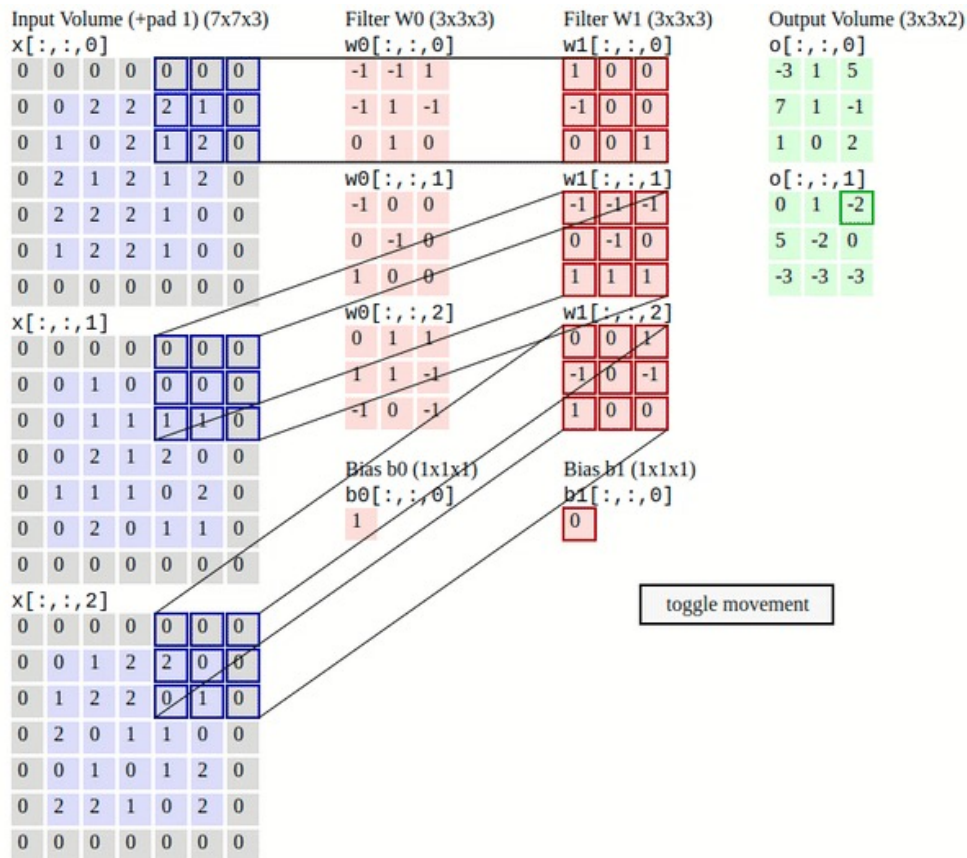 Input Volume (+pad 1) (7x7x3)
x[:,:,0]
0 0 0 0 0 0 0
0 0 2 2 2 1 0
0 1 0 2 1 2 0
0 2 1 2 1 2 0
0 2 2 2 1 0 0
0 1 2 2 1 0 0
0 0 0 0 0 0 0
x[:,:,1]
0 0 0 0 0 0 0
0 0 1 0 0 0 0
0 0 1 1 1 1 0
0 0 2 1 2 0 0
0 1 1 1 0 2 0
0 0 2 0 1 1 0
0 0 0 0 0 0 0
x[:,:,2]
0 0 0 0 0 0 0
0 0 1 2 2 0 0
0 1 2 2 0 1 0
0 2 0 1 1 0 0
0 0 1 0 1 2 0
0 2 2 1 0 2 0
0 0 0 0 0 0 0
Filter W0 (3x3x3)
w0[:,:,0]
-1 -1 1
-1 1 -1
0 1 0
w0[:,:,1]
-1 0 0
0 -1 0
1 0 0
w0[:,:,2]
0 1 1
1 1 -1
-1 0 -1
Bias b0 (1x1x1)
b0[:,:,0]
1
Filter W1 (3x3x3)
w1[:,:,0]
1 0 0
-1 0 0
0 0 1
w1[:,:,1]
-1 -1 -1
0 -1 0
1 1 1
w1[:,:,2]
0 0 1
-1 0 -1
1 0 0
Bias b1 (1x1x1)
b1[:,:,0]
0
Output Volume (3x3x2)
o[:,:,0]
-3 1 5
7 1 -1
1 0 2
o[:,:,1]
0 1 -2
5 -2 0
-3 -3 -3
toggle movement